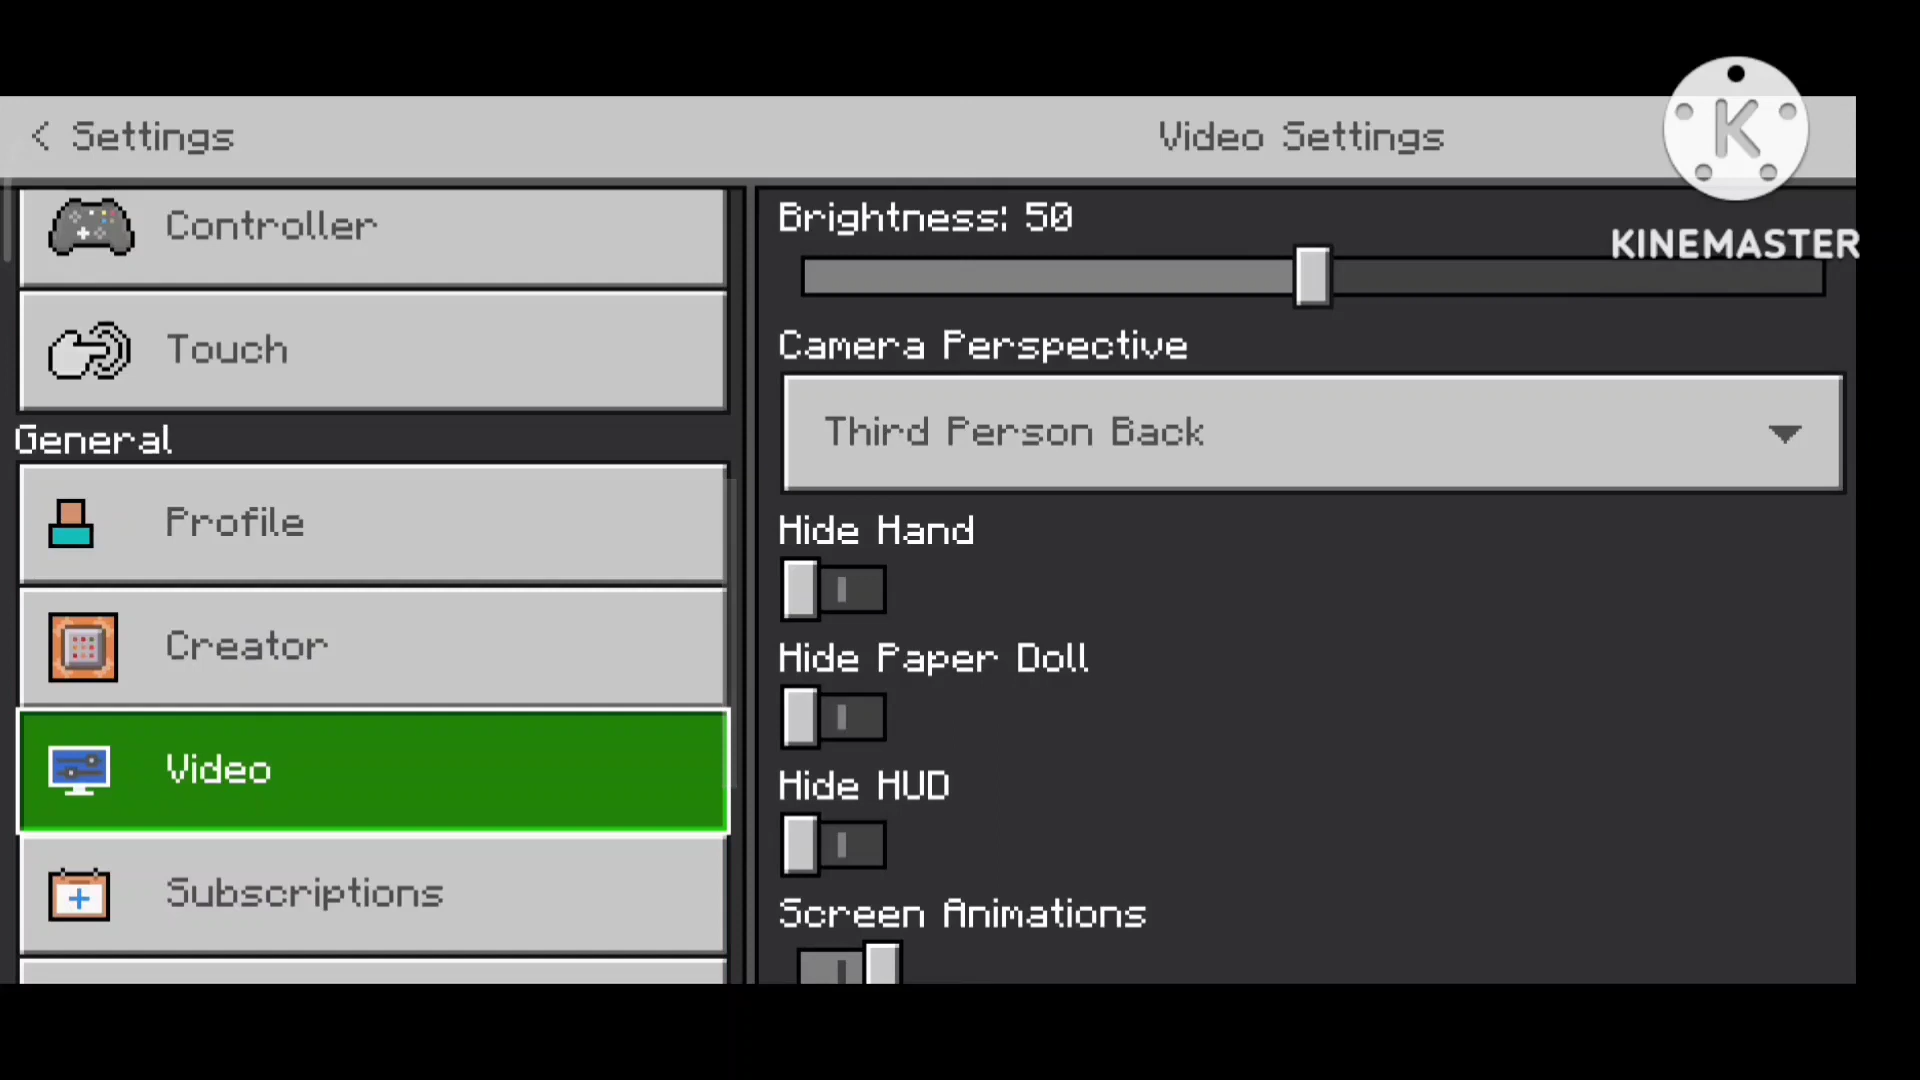 < Settings
Video Settings
K
KINEMASTER
Controller
Touch
General
Profile
Creator
Video
Subscriptions
Brightness: 50
Camera Perspective
Third Person Back
Hide Hand
Hide Paper Doll
Hide HUD
Screen Animations